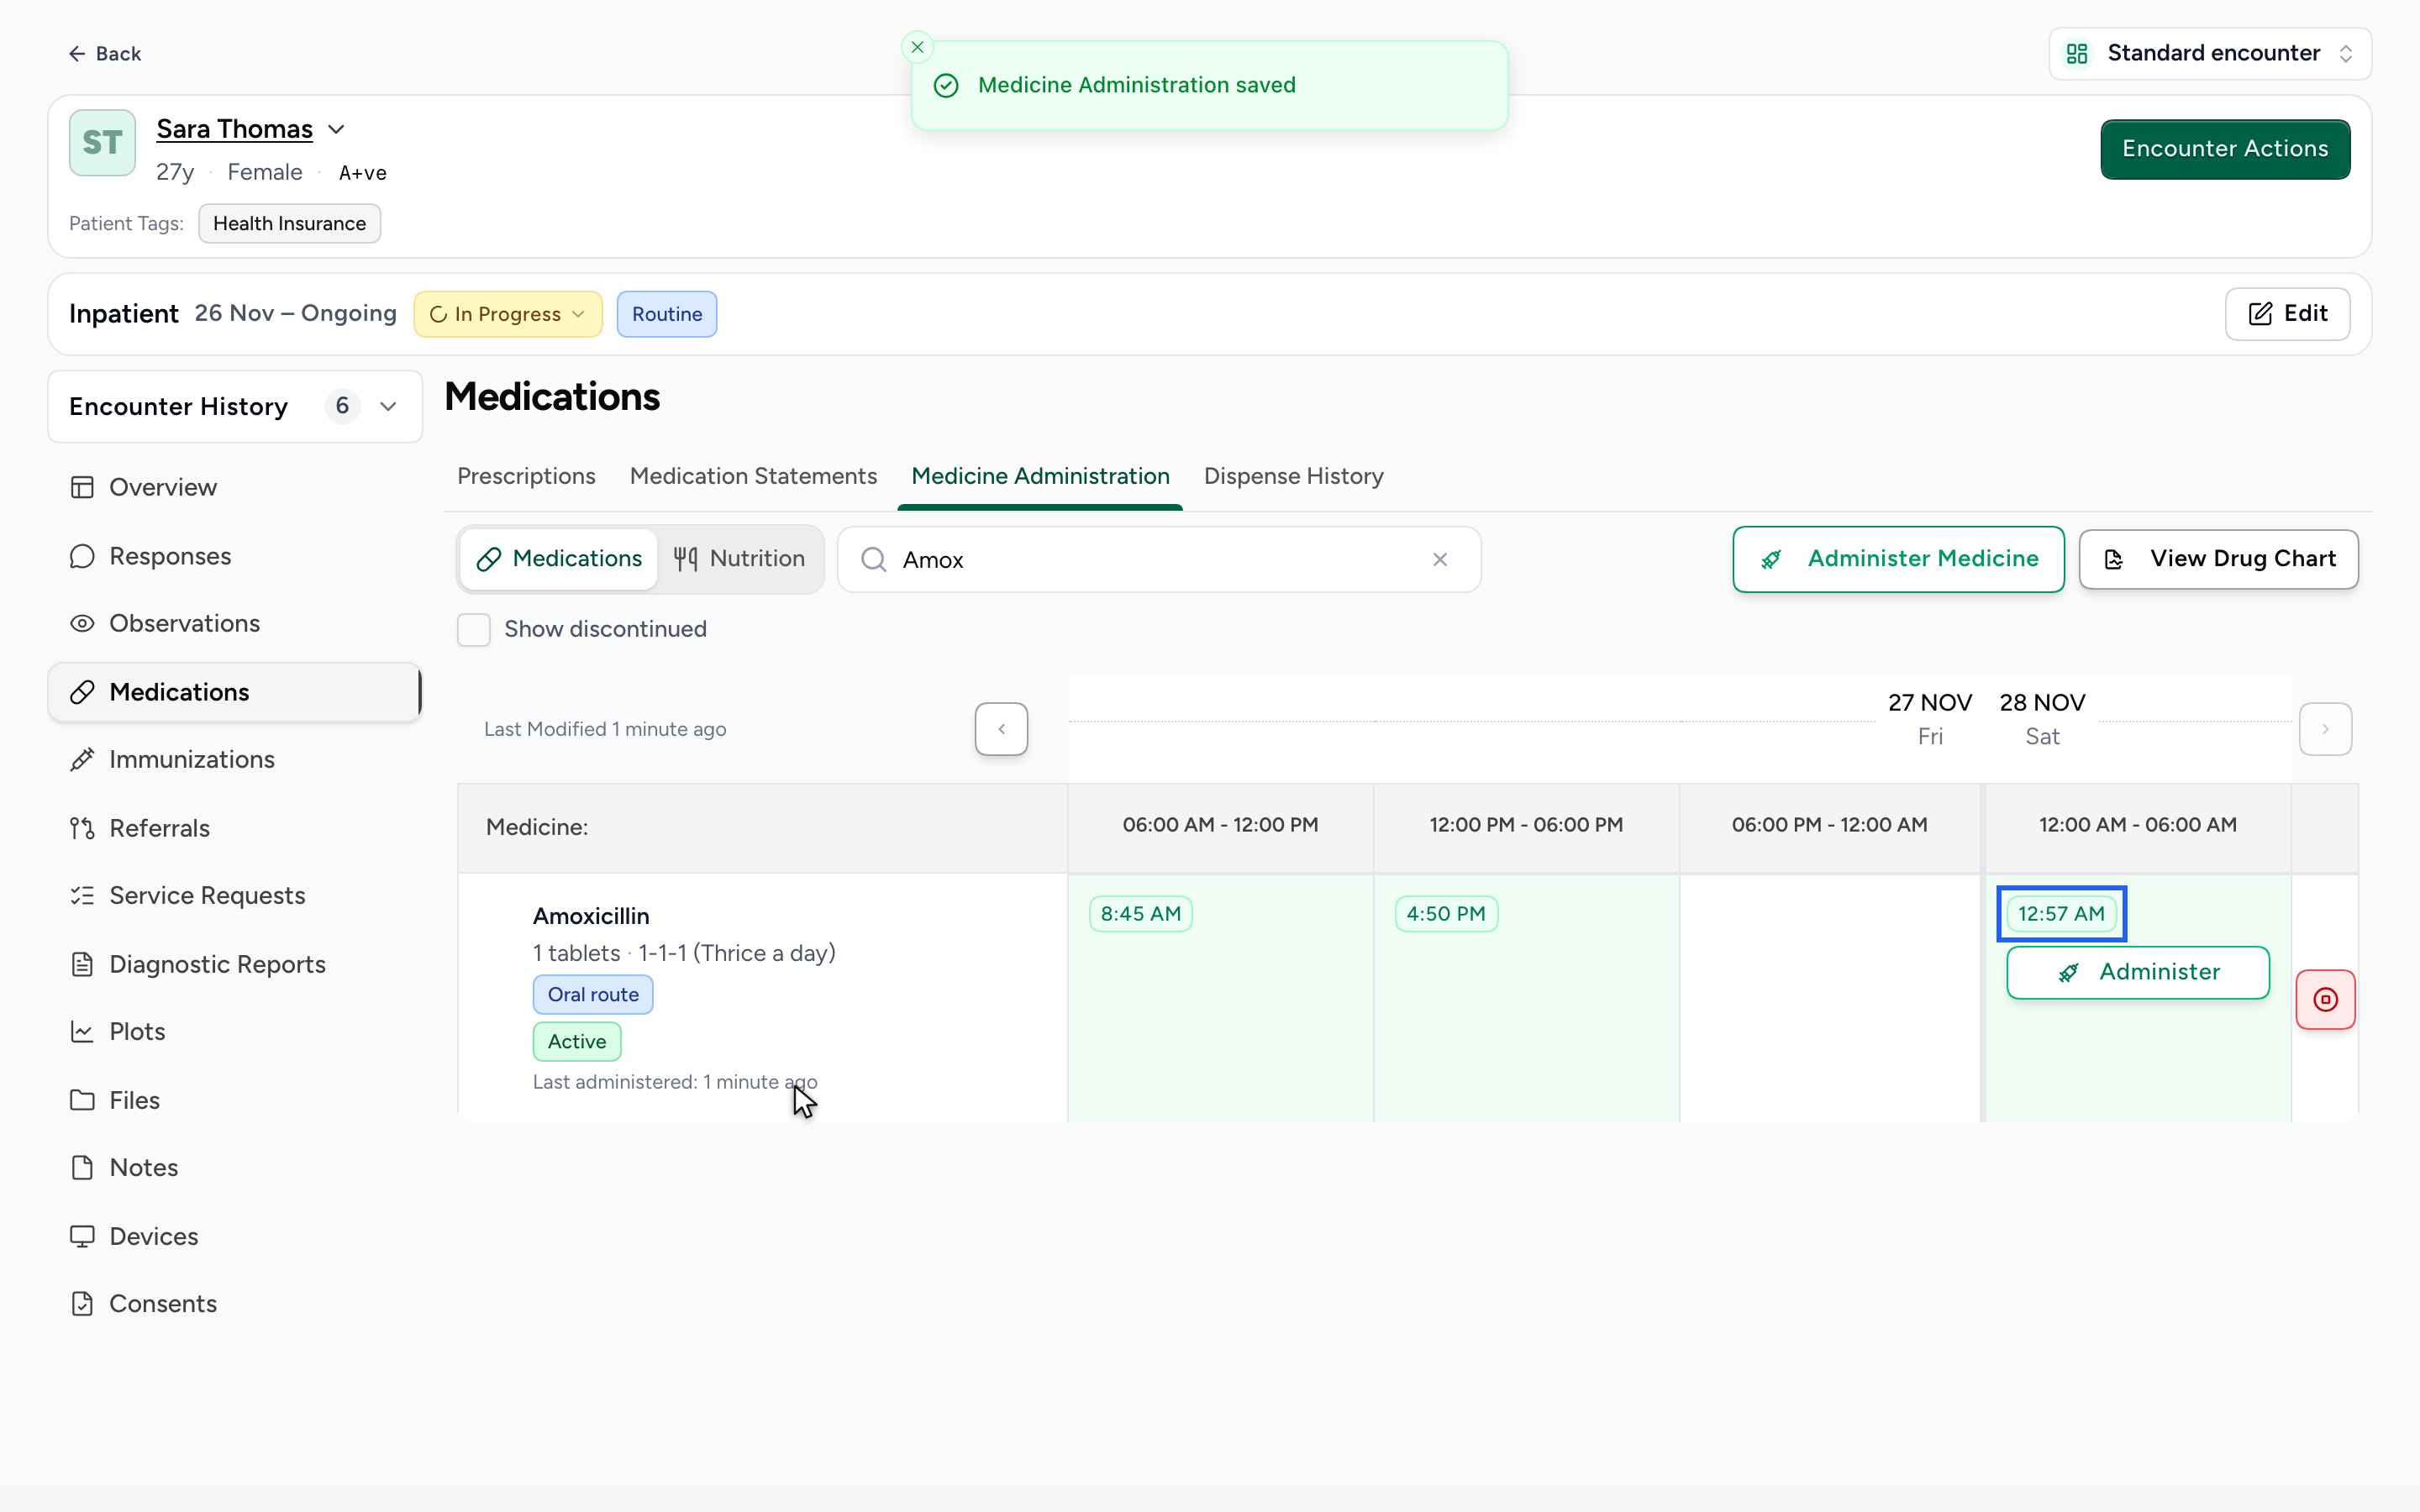 Back
Medicine Administration saved
Standard encounter
ST
Sara Thomas
27y · Female · A+ve
Encounter Actions
Patient Tags: Health Insurance
Inpatient 26 Nov – Ongoing In Progress Routine
Edit
Encounter History 6
Overview
Responses
Observations
Medications
Immunizations
Referrals
Service Requests
Diagnostic Reports
Plots
Files
Notes
Devices
Consents
Medications
Prescriptions Medication Statements Medicine Administration Dispense History
Medications Nutrition Amox Administer Medicine View Drug Chart
Show discontinued
Last Modified 1 minute ago
27 NOV 28 NOV
Fri Sat
Medicine: 06:00 AM - 12:00 PM 12:00 PM - 06:00 PM 06:00 PM - 12:00 AM 12:00 AM - 06:00 AM
Amoxicillin 8:45 AM 4:50 PM 12:57 AM
1 tablets · 1-1-1 (Thrice a day) Administer
Oral route
Active
Last administered: 1 minute ago